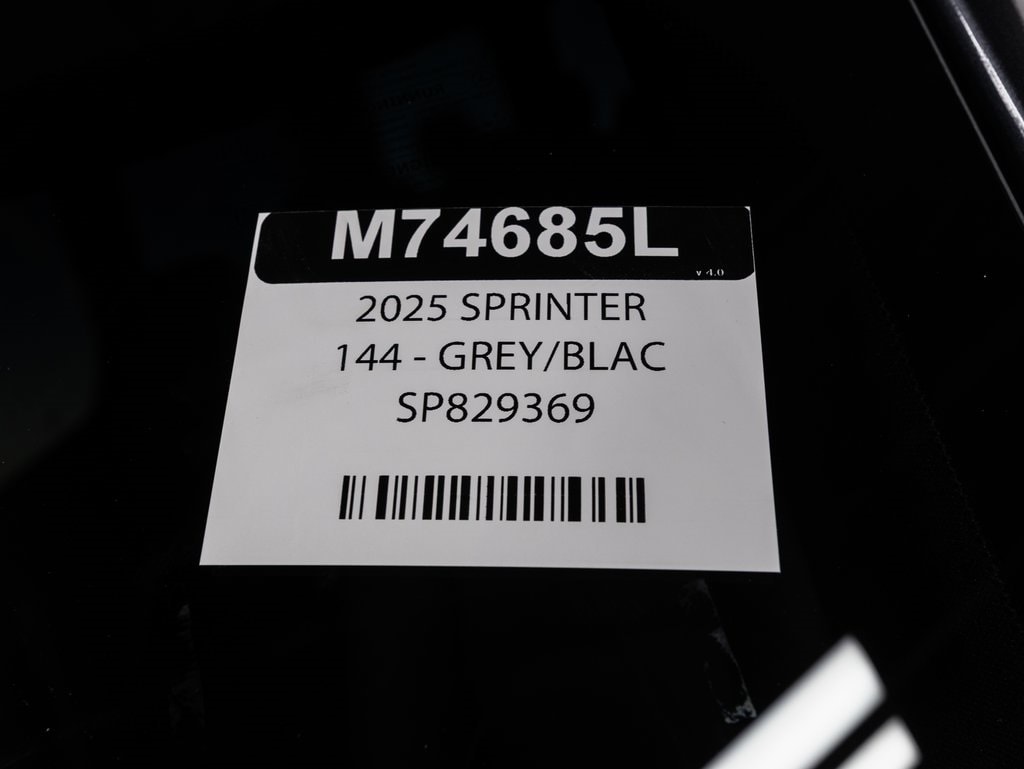 M74685L
v 4.0
2025 SPRINTER
144 - GREY/BLAC
SP829369